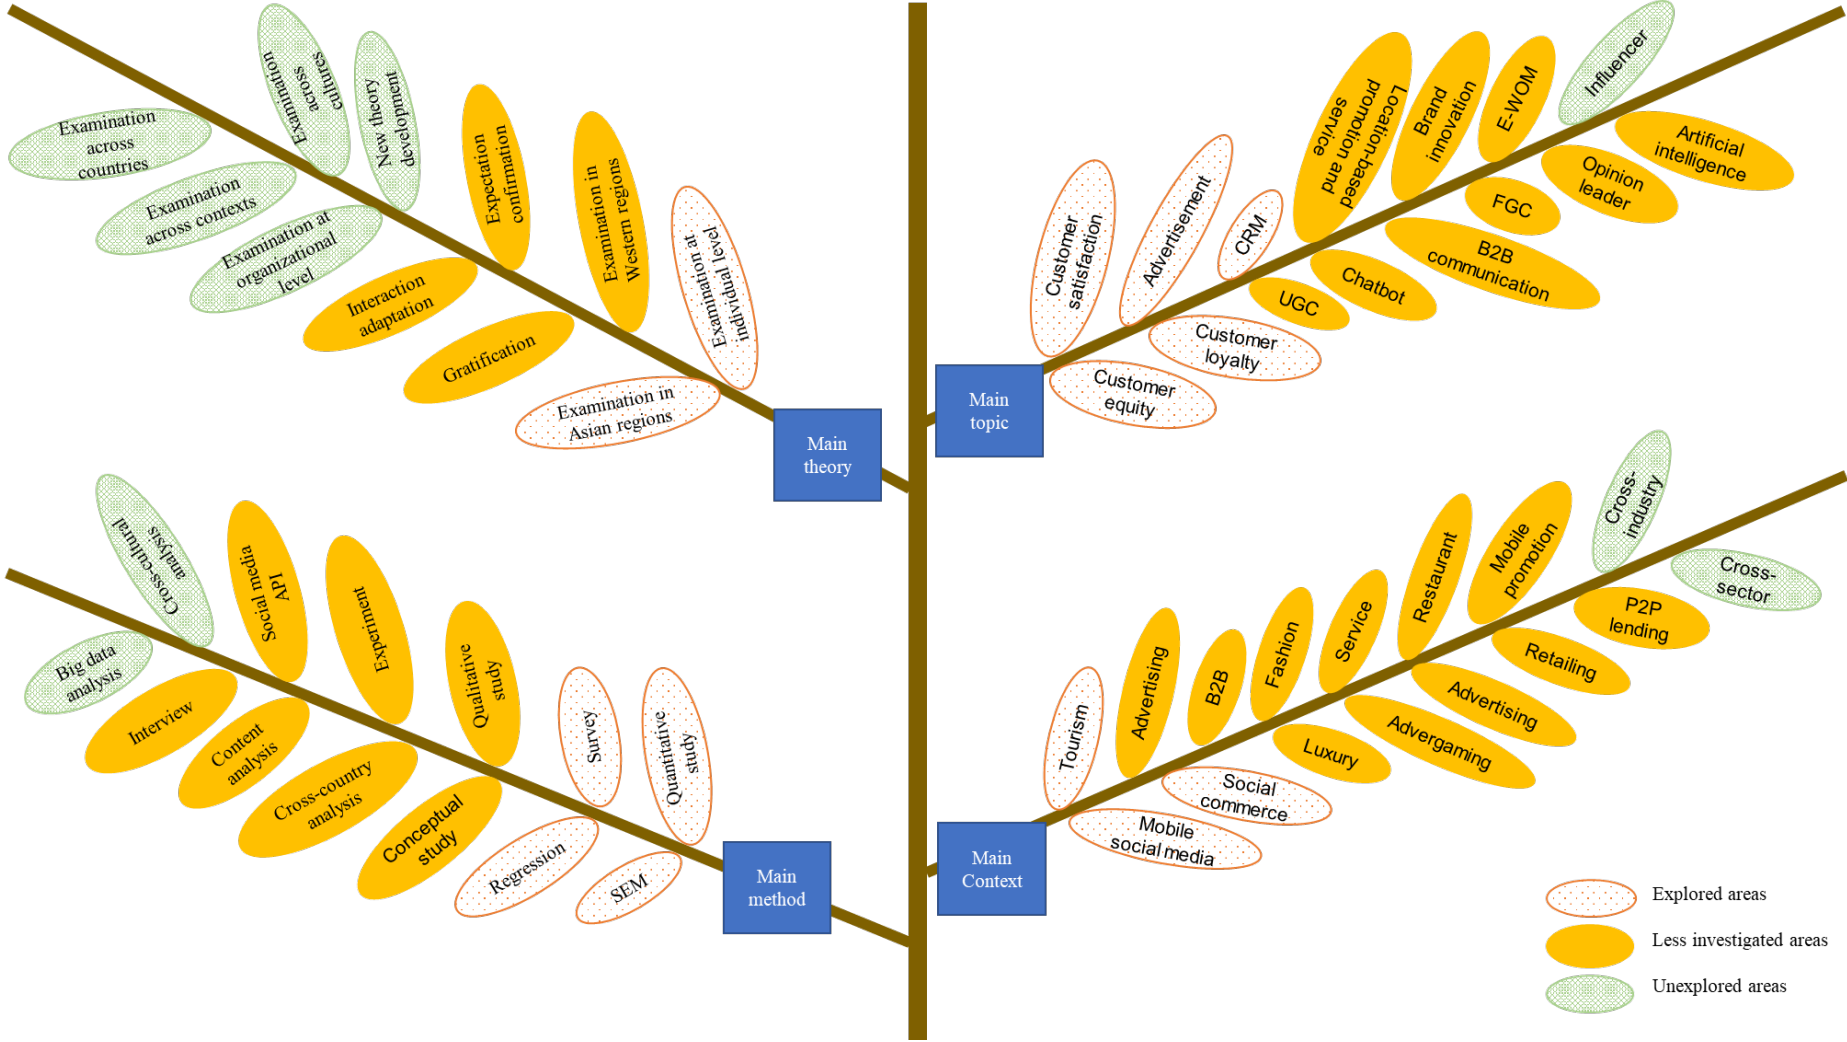 Examination
across
countries
Examination
across
cultures
New theory
development
Examination
across contexts
Examination at
organizational
level
Expectation
confirmation
Interaction
adaptation
Examination in
Western regions
Gratification
Examination at
individual level
Examination in
Asian regions
Main
theory
Influencer
Artificial
intelligence
E-WOM
Opinion
leader
Brand
innovation
FGC
Location-based
promotion and
service
B2B
communication
Chatbot
CRM
UGC
Advertisement
Customer
loyalty
Customer
satisfaction
Customer
equity
Main
topic
Cross-cultural
analysis
Big data
analysis
Social media
API
Interview
Experiment
Content
analysis
Qualitative
study
Cross-country
analysis
Conceptual
study
Survey
Quantitative
study
Regression
SEM
Main
method
Cross-
industry
Cross-
sector
Mobile
promotion
P2P
lending
Restaurant
Retailing
Service
Advertising
Fashion
Advergaming
B2B
Luxury
Advertising
Social
commerce
Tourism
Mobile
social media
Main
Context
Explored areas
Less investigated areas
Unexplored areas